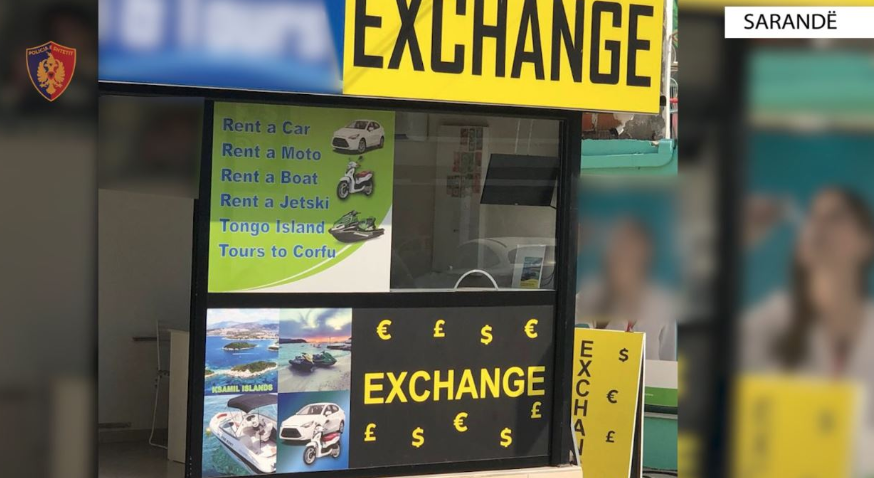 SARANDË
EXCHANGE
Rent a Car
Rent a Moto
Rent a Boat
Rent a Jetski
Tongo Island
Tours to Corfu
KSAMIL ISLANDS
€ £ $ €
EXCHANGE
£ $ € $ £
EXCHA
$
€
£